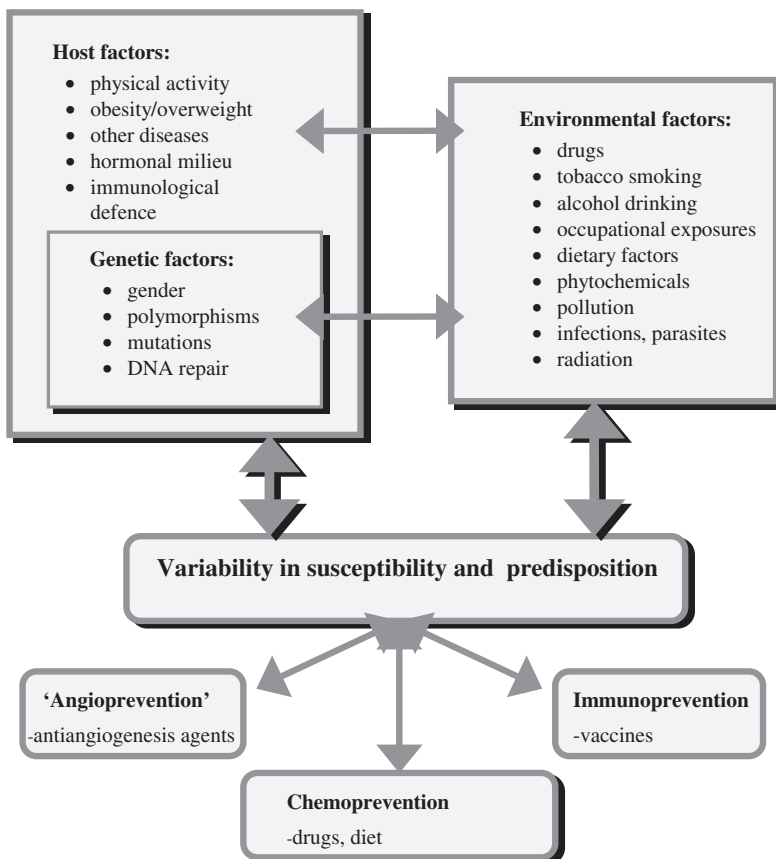 Host factors:
• physical activity
• obesity/overweight
• other diseases
• hormonal milieu
• immunological
defence
Genetic factors:
• gender
• polymorphisms
• mutations
• DNA repair
Environmental factors:
• drugs
• tobacco smoking
• alcohol drinking
• occupational exposures
• dietary factors
• phytochemicals
• pollution
• infections, parasites
• radiation
Variability in susceptibility and predisposition
‘Angioprevention’
-antiangiogenesis agents
Immunoprevention
-vaccines
Chemoprevention
-drugs, diet